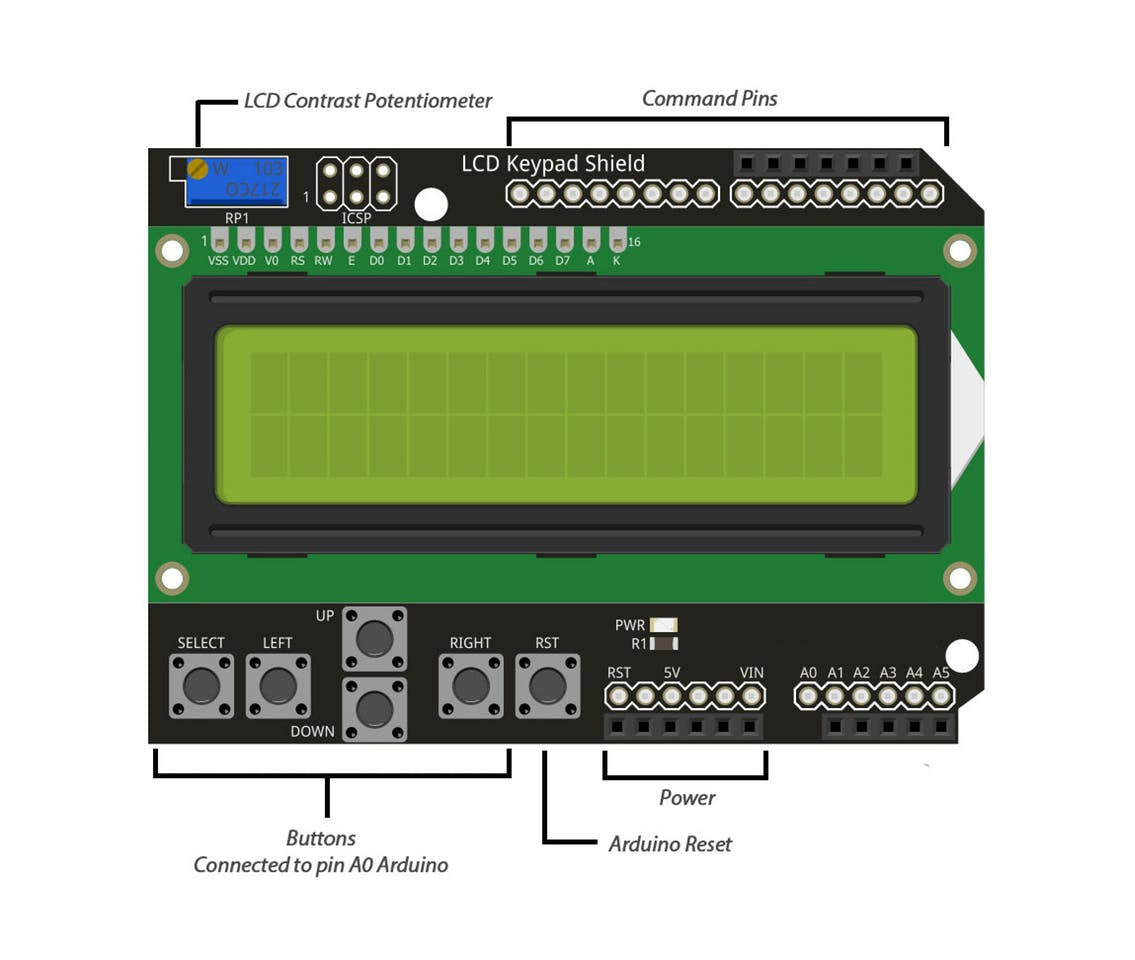 LCD Contrast Potentiometer
Command Pins
W 103
217CO
LCD Keypad Shield
1
RP1
ICSP
1
16
VSS VDD V0 RS RW E D0 D1 D2 D3 D4 D5 D6 D7 A K
UP
PWR
SELECT LEFT RIGHT RST
R1
RST 5V VIN A0 A1 A2 A3 A4 A5
DOWN
Power
Buttons
Arduino Reset
Connected to pin A0 Arduino